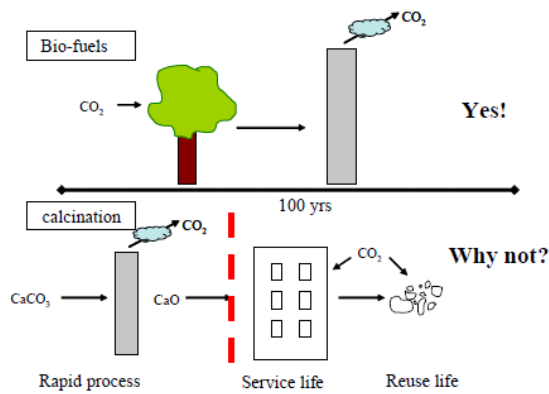 CO2
Bio-fuels
CO2
Yes!
100 yrs
calcination
CO2
CO2
Why not?
CaCO3
CaO
Rapid process
Service life
Reuse life